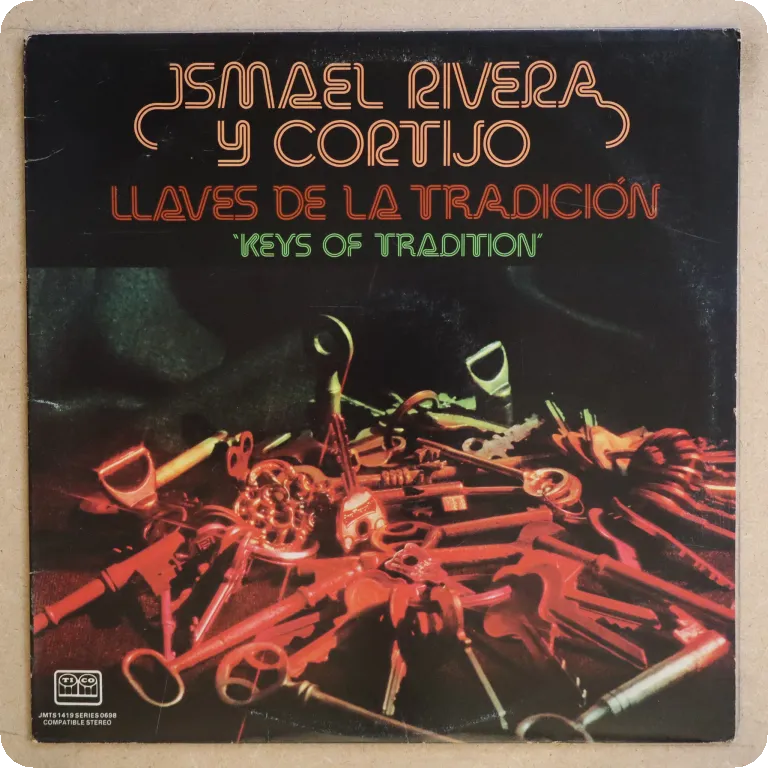 ISMAEL RIVERA
Y CORTIJO
LLAVES DE LA TRADICIÓN
"KEYS OF TRADITION"
TICO
JMTS 1419 SERIES 0698
COMPATIBLE STEREO